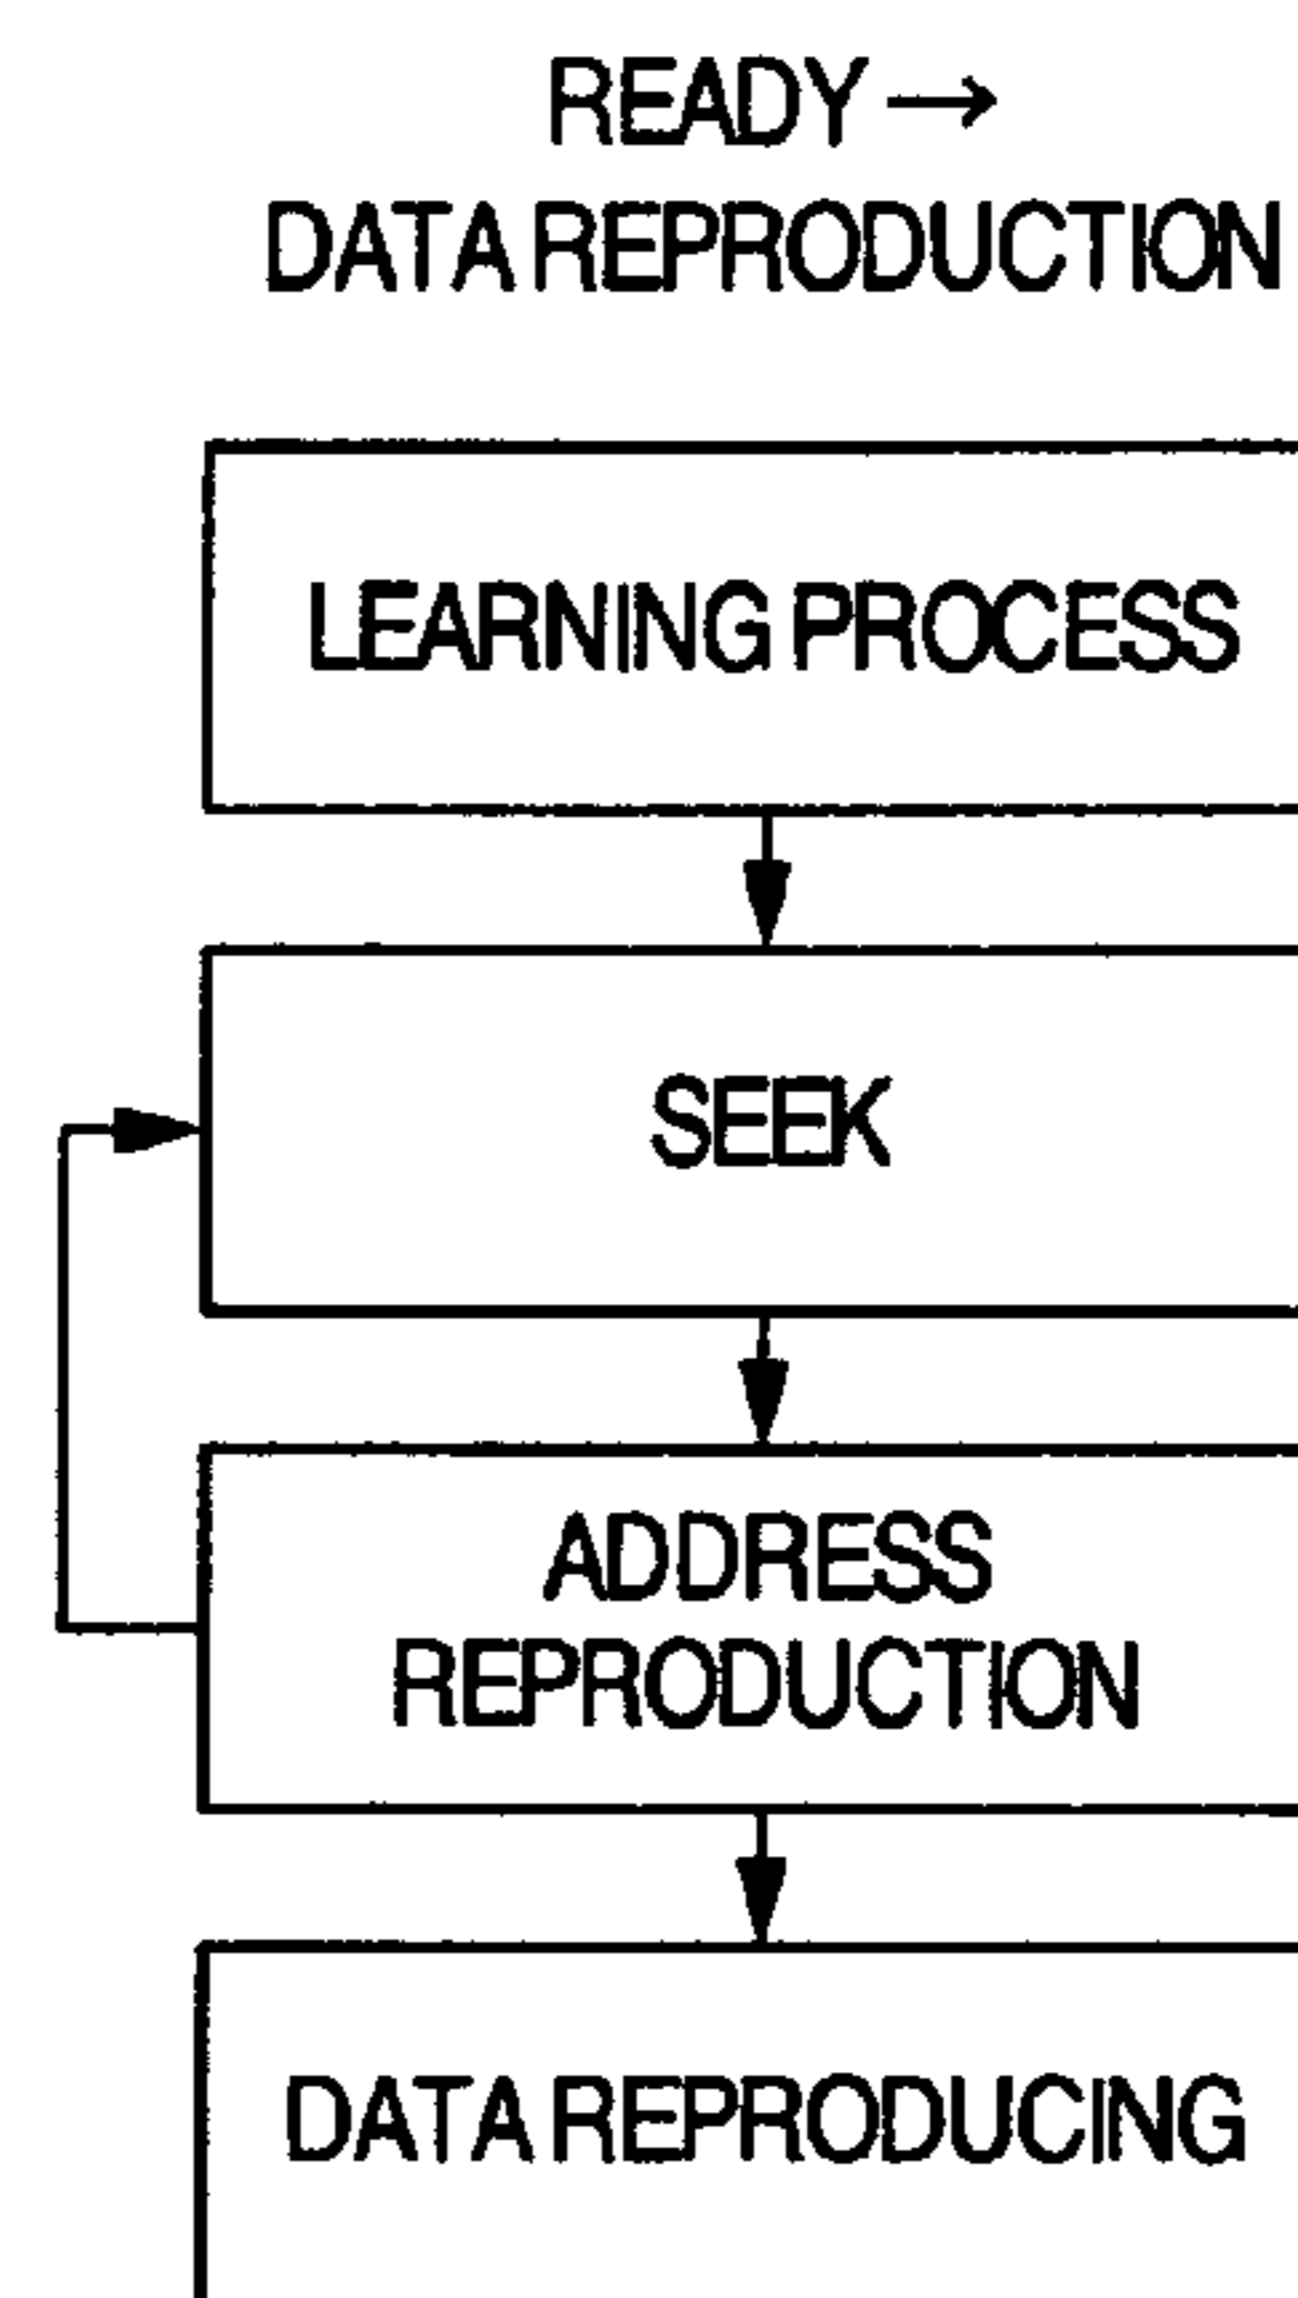 READY →
DATA REPRODUCTION
LEARNING PROCESS
SEEK
ADDRESS
REPRODUCTION
DATA REPRODUCING